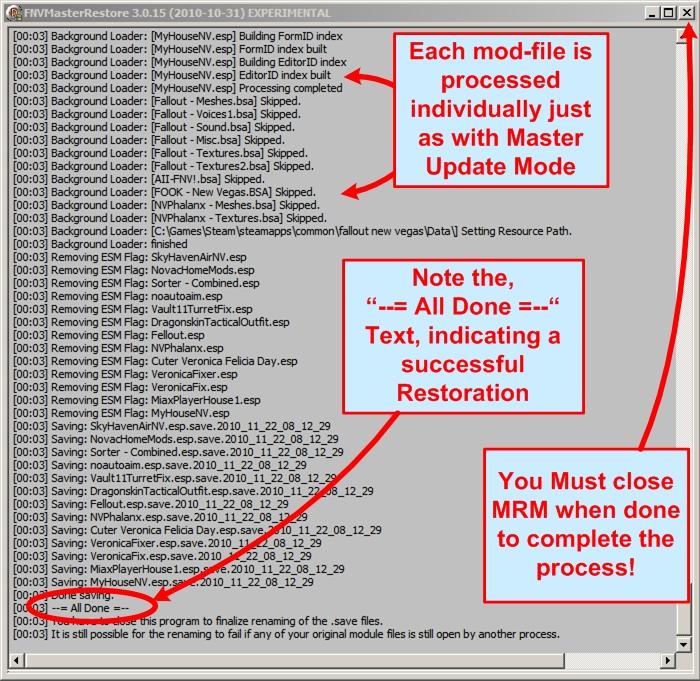 FNVMasterRestore 3.0.15 (2010-10-31) EXPERIMENTAL
[00:03] Background Loader: [MyHouseNV.esp] Building FormID index
[00:03] Background Loader: [MyHouseNV.esp] FormID index built
[00:03] Background Loader: [MyHouseNV.esp] Building EditorID index
[00:03] Background Loader: [MyHouseNV.esp] EditorID index built
[00:03] Background Loader: [MyHouseNV.esp] Processing completed
[00:03] Background Loader: [Fallout - Meshes.bsa] Skipped.
[00:03] Background Loader: [Fallout - Voices1.bsa] Skipped.
[00:03] Background Loader: [Fallout - Sound.bsa] Skipped.
[00:03] Background Loader: [Fallout - Misc.bsa] Skipped.
[00:03] Background Loader: [Fallout - Textures.bsa] Skipped.
[00:03] Background Loader: [Fallout - Textures2.bsa] Skipped.
[00:03] Background Loader: [AII-FNV!.bsa] Skipped.
[00:03] Background Loader: [FOOK - New Vegas.BSA] Skipped.
[00:03] Background Loader: [NVPhalanx - Meshes.bsa] Skipped.
[00:03] Background Loader: [NVPhalanx - Textures.bsa] Skipped.
[00:03] Background Loader: [C:\Games\Steam\steamapps\common\fallout new vegas\Data\] Setting Resource Path.
[00:03] Background Loader: finished
[00:03] Removing ESM Flag: SkyHavenAirNV.esp
[00:03] Removing ESM Flag: NovacHomeMods.esp
[00:03] Removing ESM Flag: Sorter - Combined.esp
[00:03] Removing ESM Flag: noautoaim.esp
[00:03] Removing ESM Flag: Vault11TurretFix.esp
[00:03] Removing ESM Flag: DragonskinTacticalOutfit.esp
[00:03] Removing ESM Flag: Fellout.esp
[00:03] Removing ESM Flag: NVPhalanx.esp
[00:03] Removing ESM Flag: Cuter Veronica Felicia Day.esp
[00:03] Removing ESM Flag: VeronicaFixer.esp
[00:03] Removing ESM Flag: VeronicaFix.esp
[00:03] Removing ESM Flag: MiaxPlayerHouse1.esp
[00:03] Removing ESM Flag: MyHouseNV.esp
[00:03] Saving: SkyHavenAirNV.esp.save.2010_11_22_08_12_29
[00:03] Saving: NovacHomeMods.esp.save.2010_11_22_08_12_29
[00:03] Saving: Sorter - Combined.esp.save.2010_11_22_08_12_29
[00:03] Saving: noautoaim.esp.save.2010_11_22_08_12_29
[00:03] Saving: Vault11TurretFix.esp.save.2010_11_22_08_12_29
[00:03] Saving: DragonskinTacticalOutfit.esp.save.2010_11_22_08_12_29
[00:03] Saving: Fellout.esp.save.2010_11_22_08_12_29
[00:03] Saving: NVPhalanx.esp.save.2010_11_22_08_12_29
[00:03] Saving: Cuter Veronica Felicia Day.esp.save.2010_11_22_08_12_29
[00:03] Saving: VeronicaFixer.esp.save.2010_11_22_08_12_29
[00:03] Saving: VeronicaFix.esp.save.2010_11_22_08_12_29
[00:03] Saving: MiaxPlayerHouse1.esp.save.2010_11_22_08_12_29
[00:03] Saving: MyHouseNV.esp.save.2010_11_22_08_12_29
[00:03] Done saving.
[00:03] --= All Done =--
[00:03] You have to close this program to finalize renaming of the .save files.
[00:03] It is still possible for the renaming to fail if any of your original module files is still open by another process.
Each mod-file is
processed
individually just
as with Master
Update Mode
Note the,
“--= All Done =--“
Text, indicating a
successful
Restoration
You Must close
MRM when done
to complete the
process!